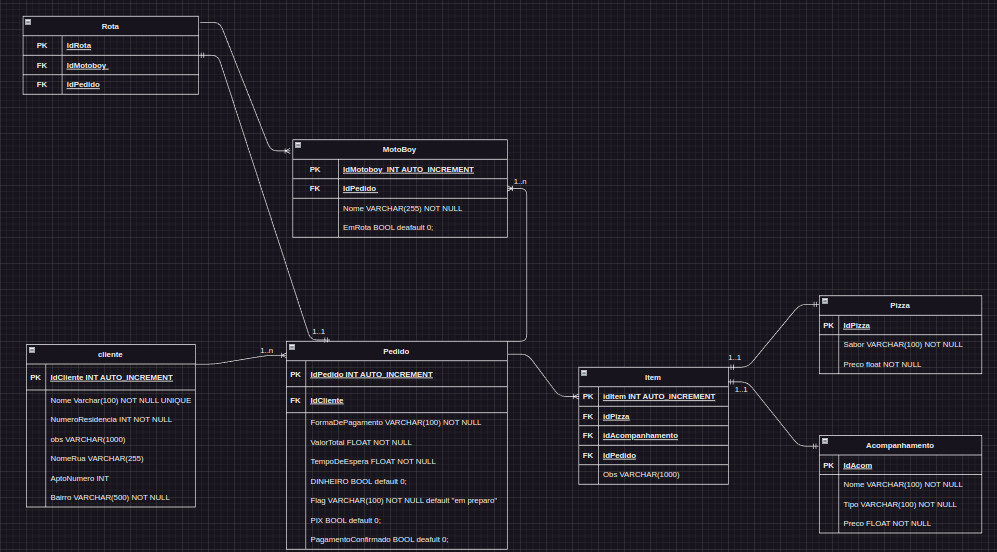 Rota
PK IdRota
FK IdMotoboy
FK IdPedido
MotoBoy
PK IdMotoboy INT AUTO_INCREMENT
FK IdPedido
Nome VARCHAR(255) NOT NULL
EmRota BOOL deafault 0;
1..n
1..1
1..n
cliente
PK IdCliente INT AUTO_INCREMENT
Nome Varchar(100) NOT NULL UNIQUE
NumeroResidencia INT NOT NULL
obs VARCHAR(1000)
NomeRua VARCHAR(255)
AptoNumero INT
Bairro VARCHAR(500) NOT NULL
Pedido
PK IdPedido INT AUTO_INCREMENT
FK IdCliente
FormaDePagamento VARCHAR(100) NOT NULL
ValorTotal FLOAT NOT NULL
TempoDeEspera FLOAT NOT NULL
DINHEIRO BOOL default 0;
Flag VARCHAR(100) NOT NULL default "em preparo"
PIX BOOL default 0;
PagamentoConfirmado BOOL deafult 0;
Item
PK IdItem INT AUTO_INCREMENT
FK idPizza
FK idAcompanhamento
FK IdPedido
Obs VARCHAR(1000)
1..1
1..1
Pizza
PK IdPizza
Sabor VARCHAR(100) NOT NULL
Preco float NOT NULL
Acompanhamento
PK IdAcom
Nome VARCHAR(100) NOT NULL
Tipo VARCHAR(100) NOT NULL
Preco FLOAT NOT NULL